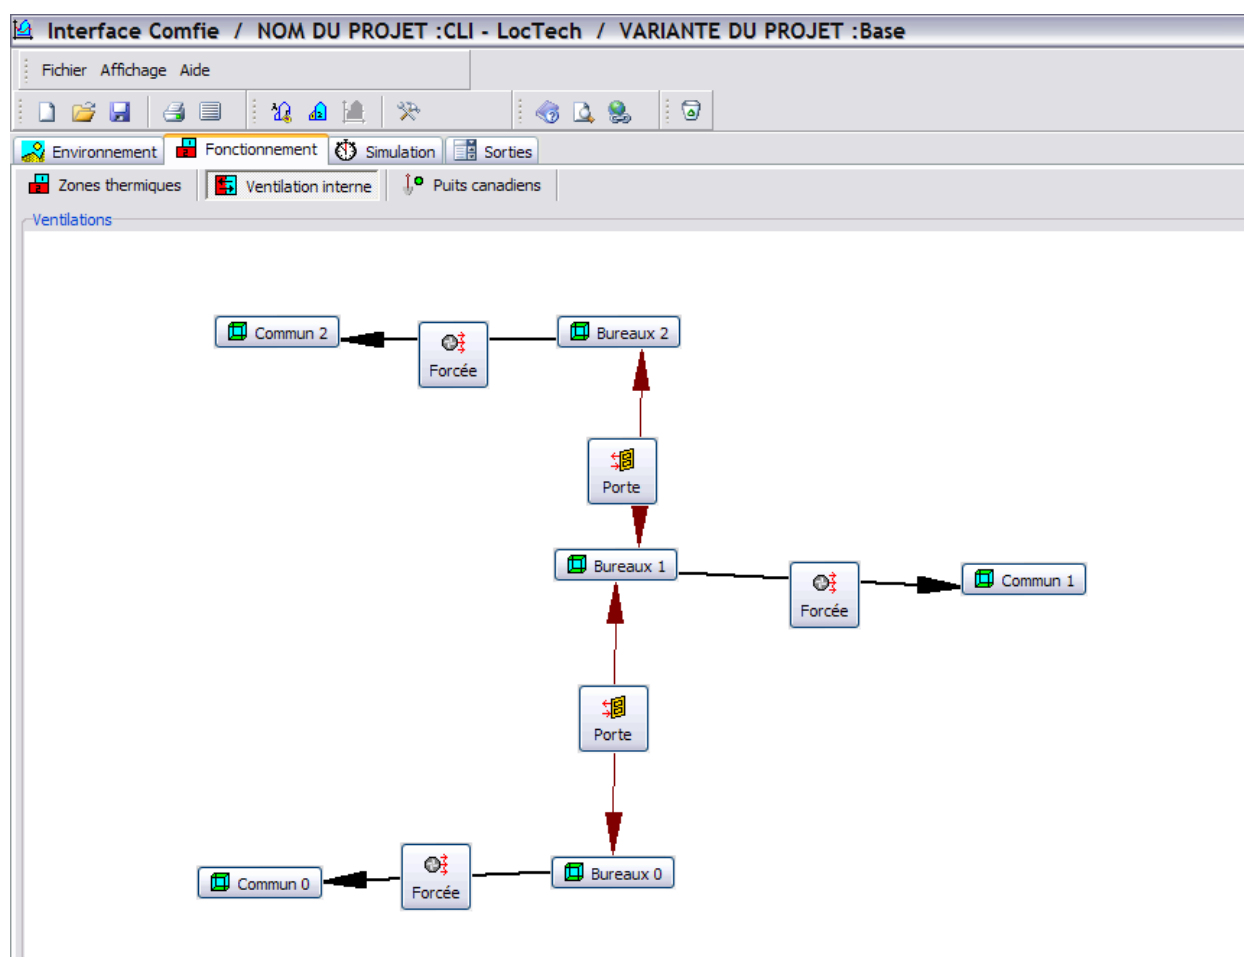 Interface Comfie / NOM DU PROJET :CLI - LocTech / VARIANTE DU PROJET :Base
Fichier Affichage Aide
Environnement Fonctionnement Simulation Sorties
Zones thermiques Ventilation interne Puits canadiens
Ventilations
Commun 2 Bureaux 2
Forcée
Porte
Bureaux 1 Commun 1
Forcée
Porte
Commun 0 Bureaux 0
Forcée